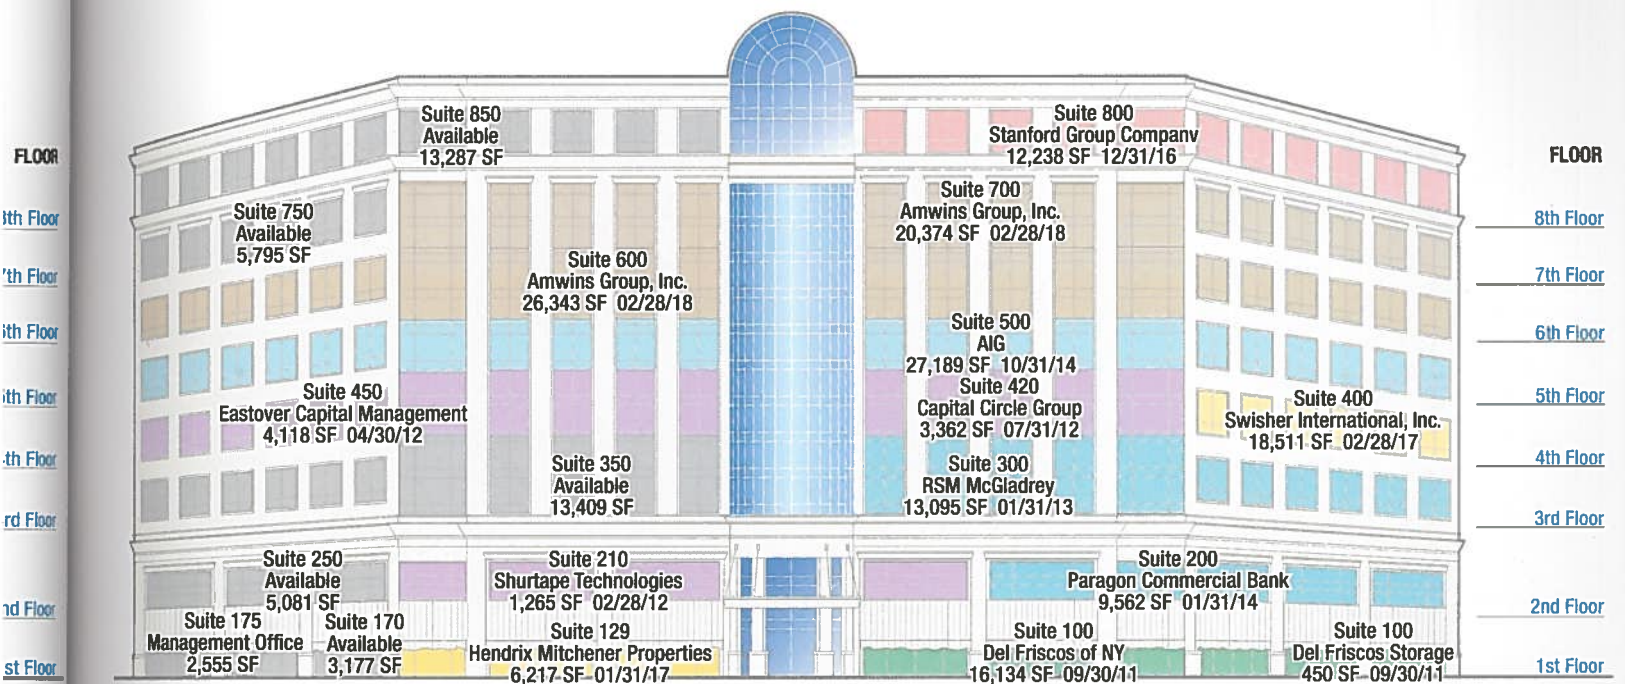 Suite 850
Available
13,287 SF
Suite 800
Stanford Group Company
12,238 SF 12/31/16
FLOOR
FLOOR
Suite 750
Available
5,795 SF
Suite 700
Amwins Group, Inc.
20,374 SF 02/28/18
8th Floor
8th Floor
Suite 600
Amwins Group, Inc.
26,343 SF 02/28/18
7th Floor
7th Floor
Suite 500
AIG
27,189 SF 10/31/14
6th Floor
6th Floor
Suite 450
Eastover Capital Management
4,118 SF 04/30/12
Suite 420
Capital Circle Group
3,362 SF 07/31/12
Suite 400
Swisher International, Inc.
18,511 SF 02/28/17
5th Floor
5th Floor
Suite 350
Available
13,409 SF
Suite 300
RSM McGladrey
13,095 SF 01/31/13
th Floor
4th Floor
rd Floor
3rd Floor
Suite 250
Available
5,081 SF
Suite 210
Shurtape Technologies
1,265 SF 02/28/12
Suite 200
Paragon Commercial Bank
9,562 SF 01/31/14
nd Floor
2nd Floor
Suite 175
Management Office
2,555 SF
Suite 170
Available
3,177 SF
Suite 129
Hendrix Mitchener Properties
6,217 SF 01/31/17
Suite 100
Del Friscos of NY
16,134 SF 09/30/11
Suite 100
Del Friscos Storage
450 SF 09/30/11
st Floor
1st Floor